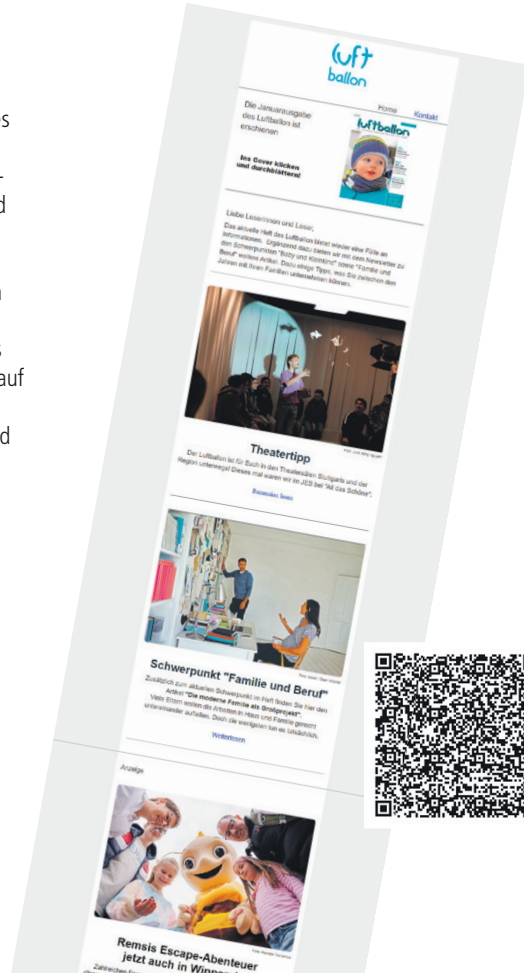 es
-
d
n
s
auf
d
luft
ballon
Home Kontakt
Die Januarausgabe
des Luftballon ist
erschienen
Ins Cover klicken
und durchblättern!
luftballon
Liebe Leserinnen und Leser,
Das aktuelle Heft des Luftballon bietet wieder eine Fülle an
Informationen. Ergänzend dazu bieten wir mit dem Newsletter zu
den Schwerpunkten "Baby und Kleinkind" sowie "Familie und
Beruf" weitere Artikel. Dazu einige Tipps, was Sie zwischen den
Jahren mit Ihren Familien unternehmen können.
Theatertipp
Der Luftballon ist für Euch in den Theatersälen Stuttgarts und der
Region unterwegs! Dieses mal waren wir im JES bei "All das Schöne".
Rezension lesen
Schwerpunkt "Familie und Beruf"
Zusätzlich zum aktuellen Schwerpunkt im Heft finden Sie hier den
Artikel "Die moderne Familie als Großprojekt".
Viele Eltern wollen die Arbeiten in Haus und Familie gerecht
untereinander aufteilen. Doch die wenigsten tun es tatsächlich.
Weiterlesen
Anzeige
Remsis Escape-Abenteuer
jetzt auch in